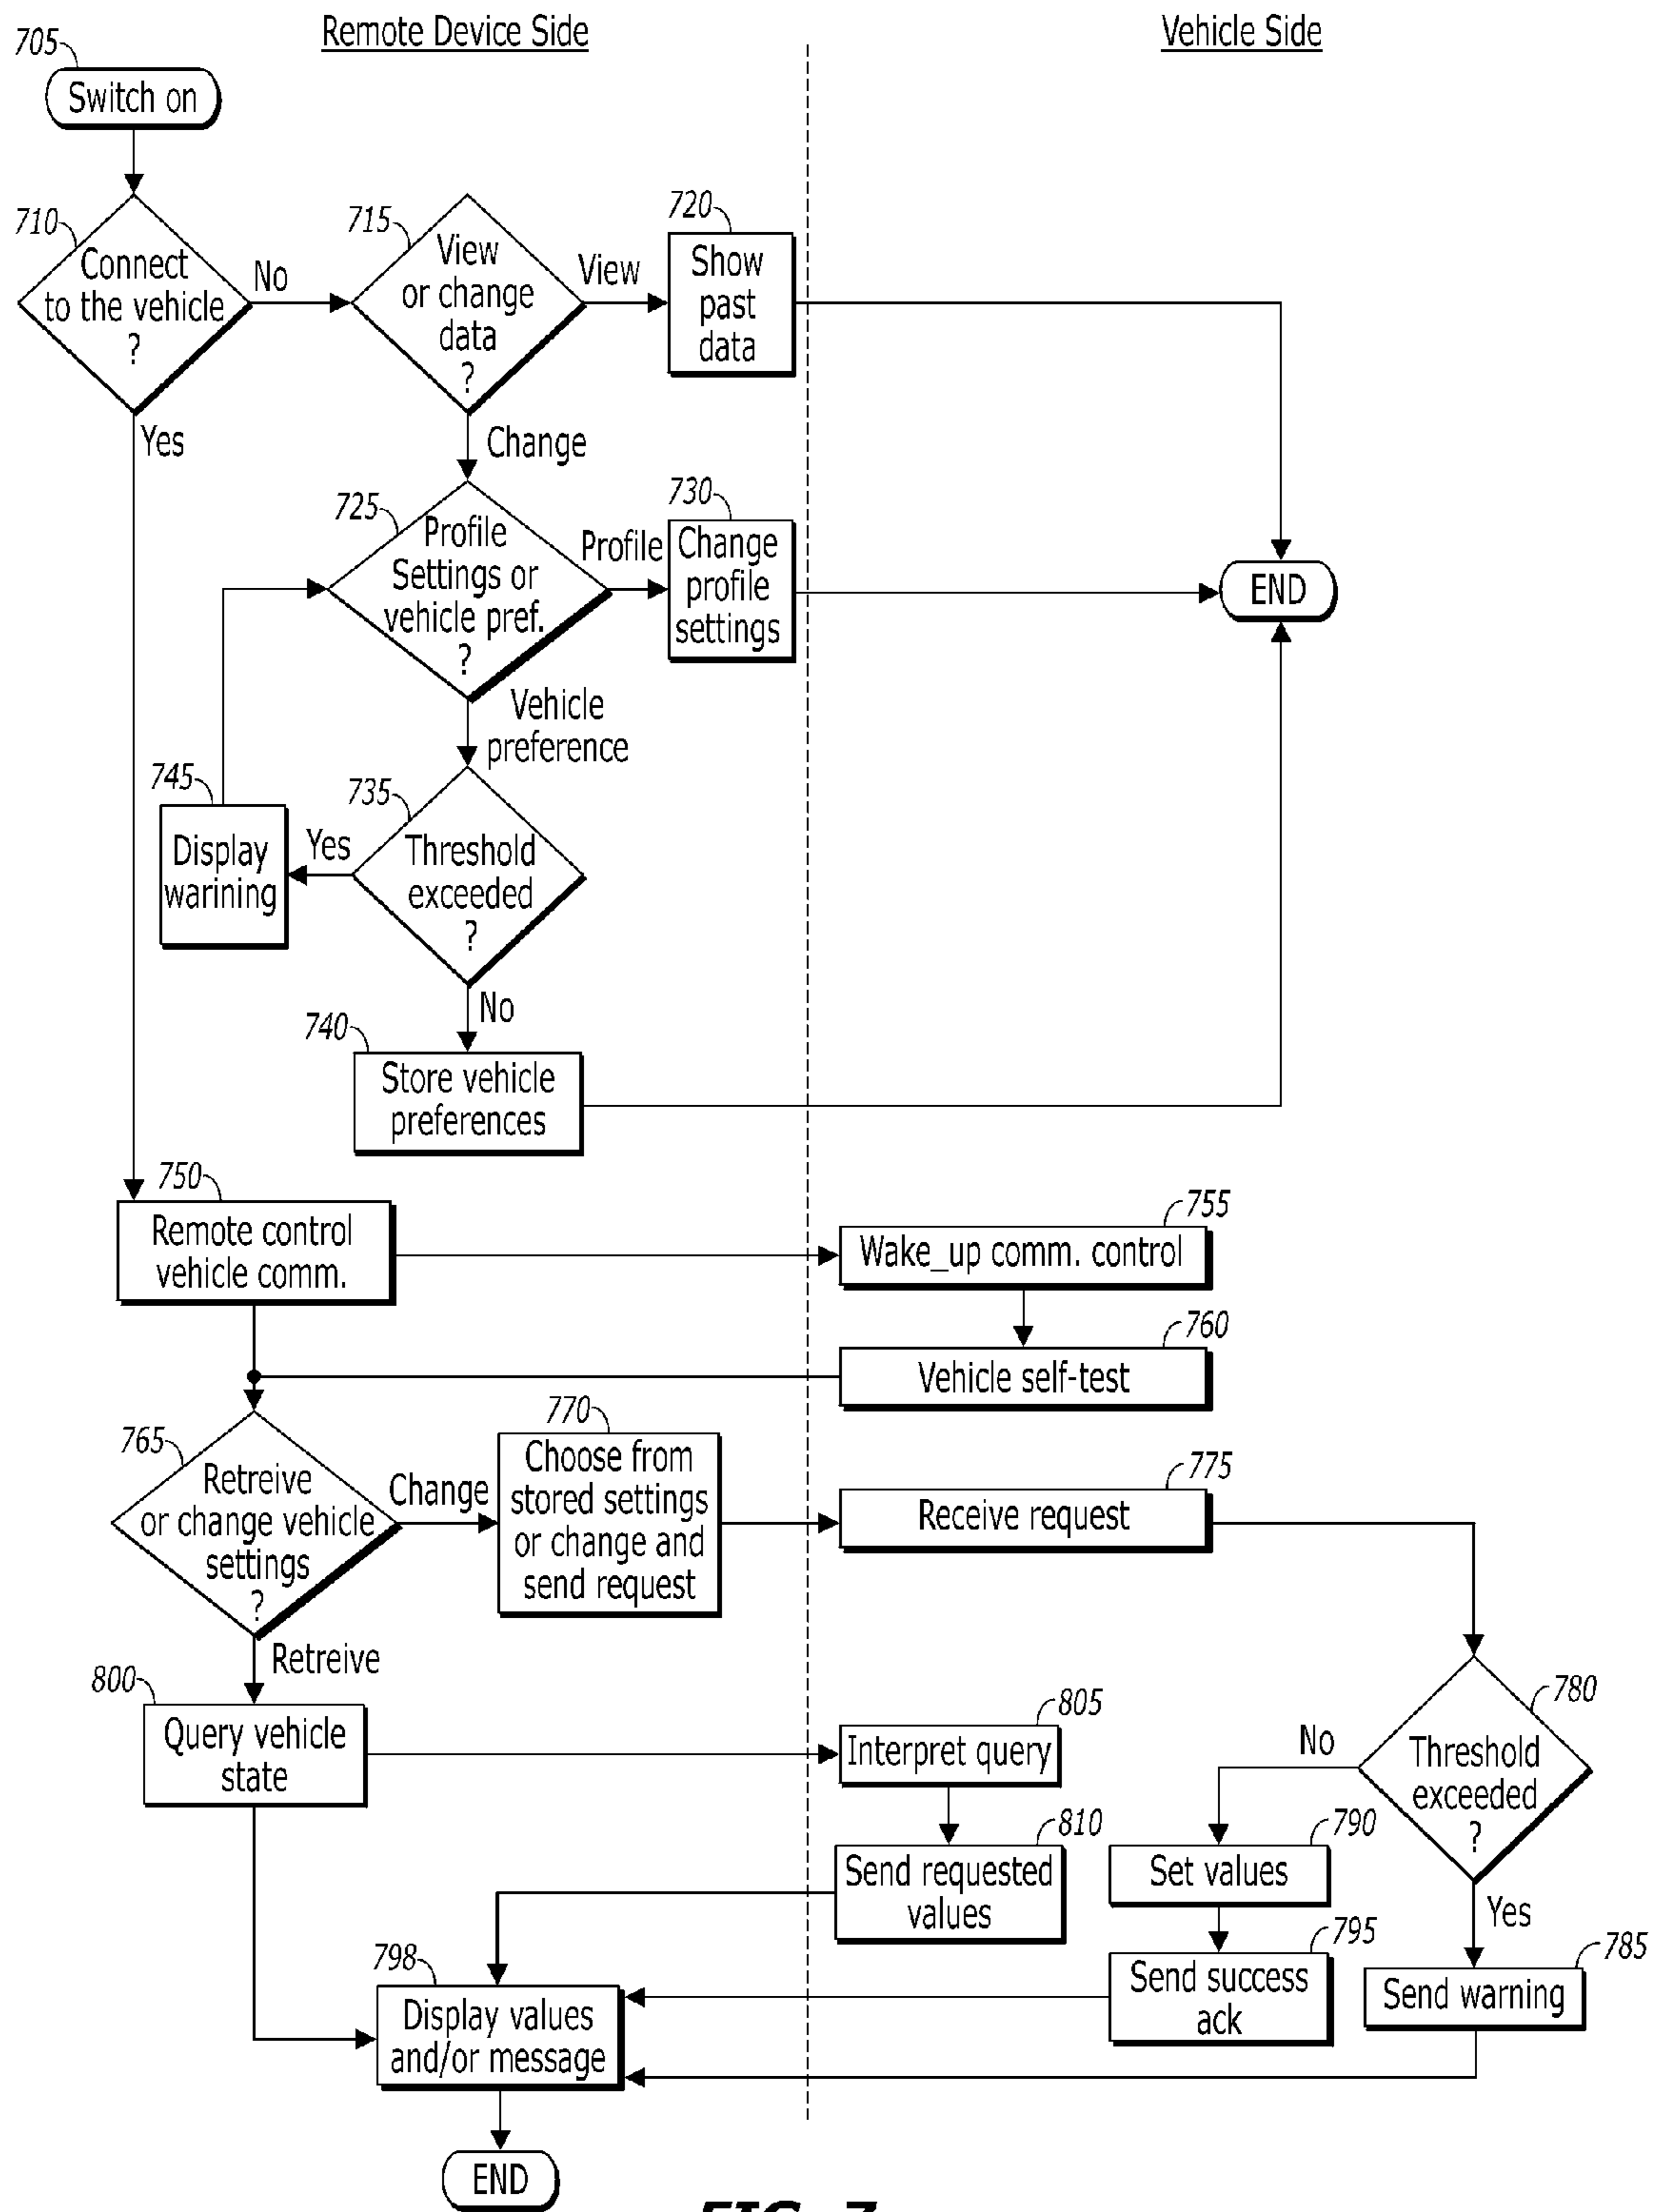 Remote Device Side
Vehicle Side
705
Switch on
710
Connect
to the vehicle
?
No
Yes
715
View
or change
data
?
View
Change
720
Show
past
data
725
Profile
Settings or
vehicle pref.
?
Profile
730
Change
profile
settings
END
Vehicle
preference
735
Threshold
exceeded
?
Yes
No
745
Display
warining
740
Store vehicle
preferences
750
Remote control
vehicle comm.
755
Wake_up comm. control
760
Vehicle self-test
765
Retreive
or change vehicle
settings
?
Change
Retreive
770
Choose from
stored settings
or change and
send request
775
Receive request
780
Threshold
exceeded
?
No
Yes
800
Query vehicle
state
805
Interpret query
810
Send requested
values
790
Set values
795
Send success
ack
785
Send warning
798
Display values
and/or message
END
FIG. 7